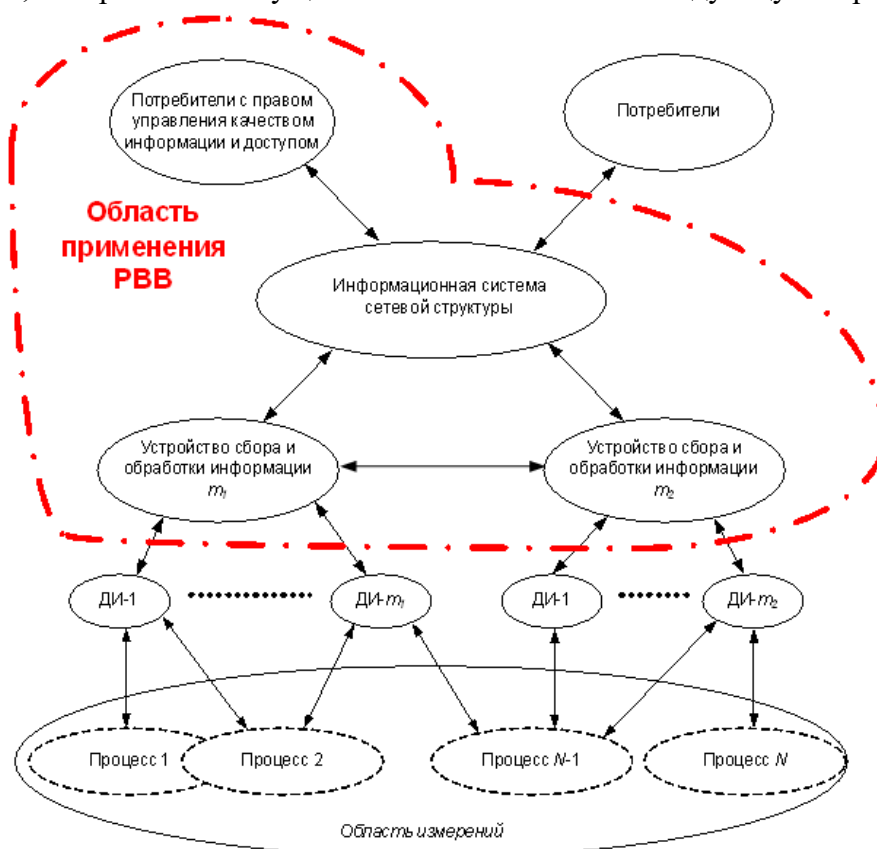 Потребители с правом
управления качеством
информации и доступом
Потребители
Область
применения
РВВ
Информационная система
сетевой структуры
Устройство сбора и
обработки информации
m₁
Устройство сбора и
обработки информации
m₂
ДИ-1
ДИ-m₁
ДИ-1
ДИ-m₂
Процесс 1
Процесс 2
Процесс N-1
Процесс N
Область измерений